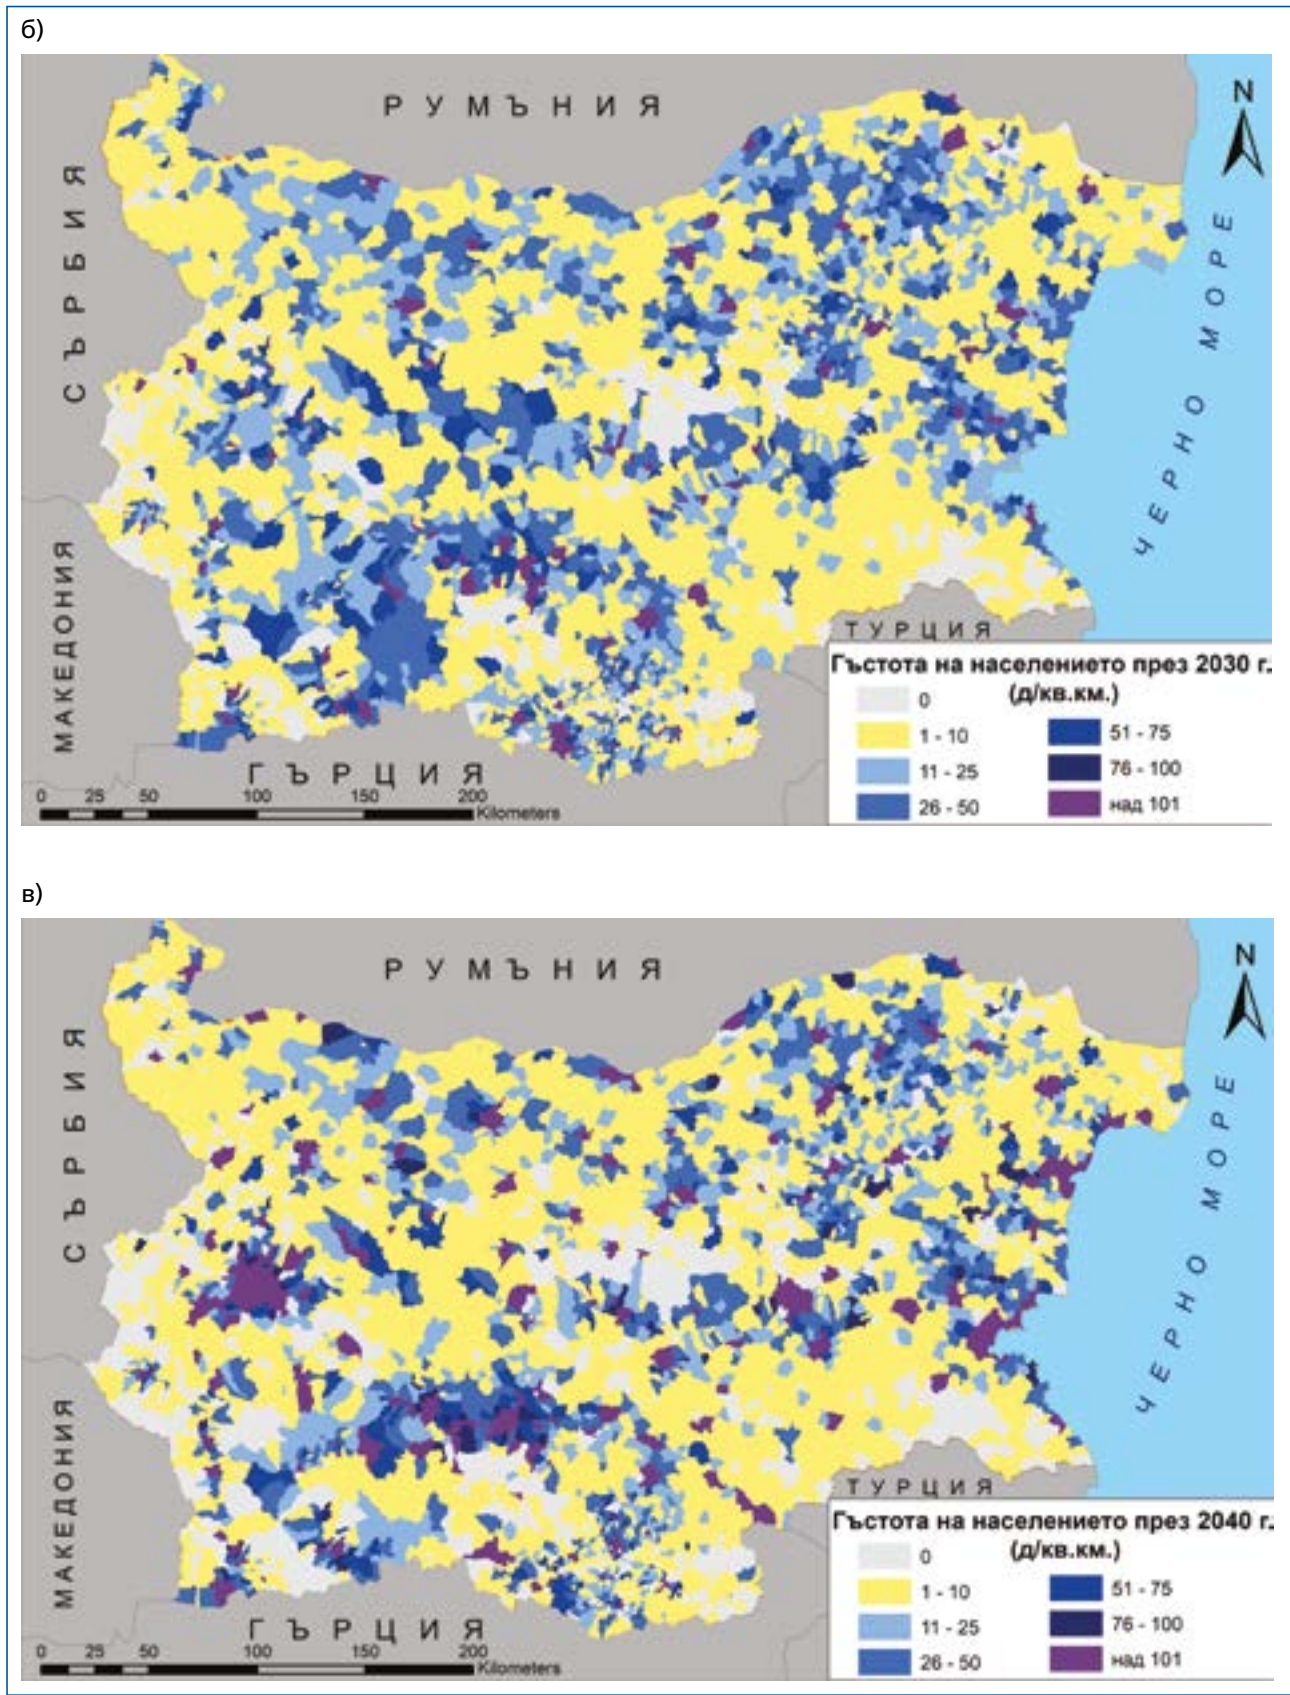 б)
РУМЪНИЯ
N
СЪРБИЯ
ЧЕРНО МОРЕ
МАКЕДОНИЯ
ТУРЦИЯ
ГЪРЦИЯ
Гъстота на населението през 2030 г.
(д/кв.км.)
0
1 - 10
11 - 25
26 - 50
51 - 75
76 - 100
над 101
0 25 50 100 150 200
Kilometers
в)
РУМЪНИЯ
N
СЪРБИЯ
ЧЕРНО МОРЕ
МАКЕДОНИЯ
ТУРЦИЯ
ГЪРЦИЯ
Гъстота на населението през 2040 г.
(д/кв.км.)
0
1 - 10
11 - 25
26 - 50
51 - 75
76 - 100
над 101
0 25 50 100 150 200
Kilometers